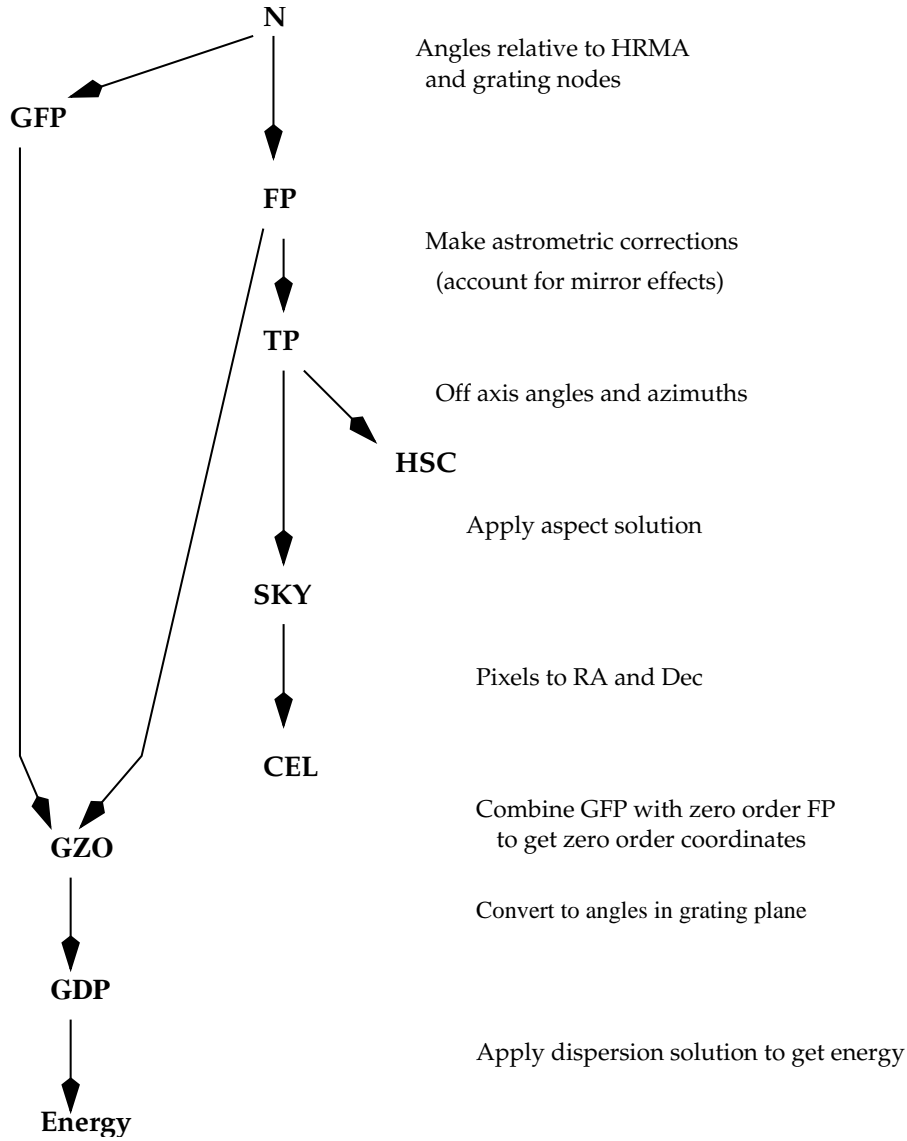 N
Angles relative to HRMA
and grating nodes
GFP
FP
Make astrometric corrections
(account for mirror effects)
TP
Off axis angles and azimuths
HSC
Apply aspect solution
SKY
Pixels to RA and Dec
CEL
Combine GFP with zero order FP
to get zero order coordinates
GZO
Convert to angles in grating plane
GDP
Apply dispersion solution to get energy
Energy